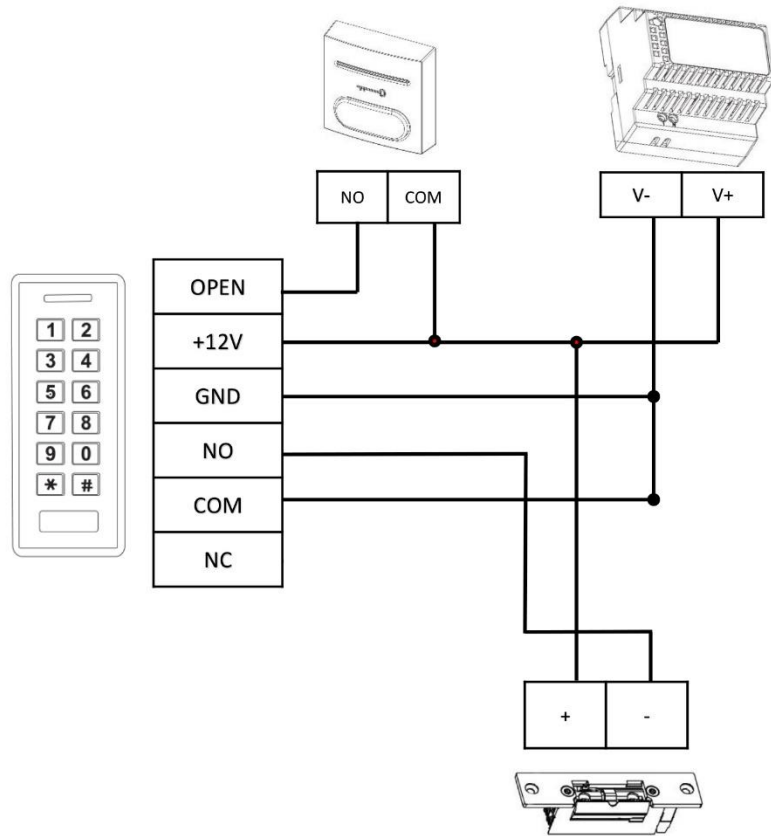 NO COM
V- V+
OPEN
+12V
GND
NO
COM
NC
1 2
3 4
5 6
7 8
9 0
* #
+ -